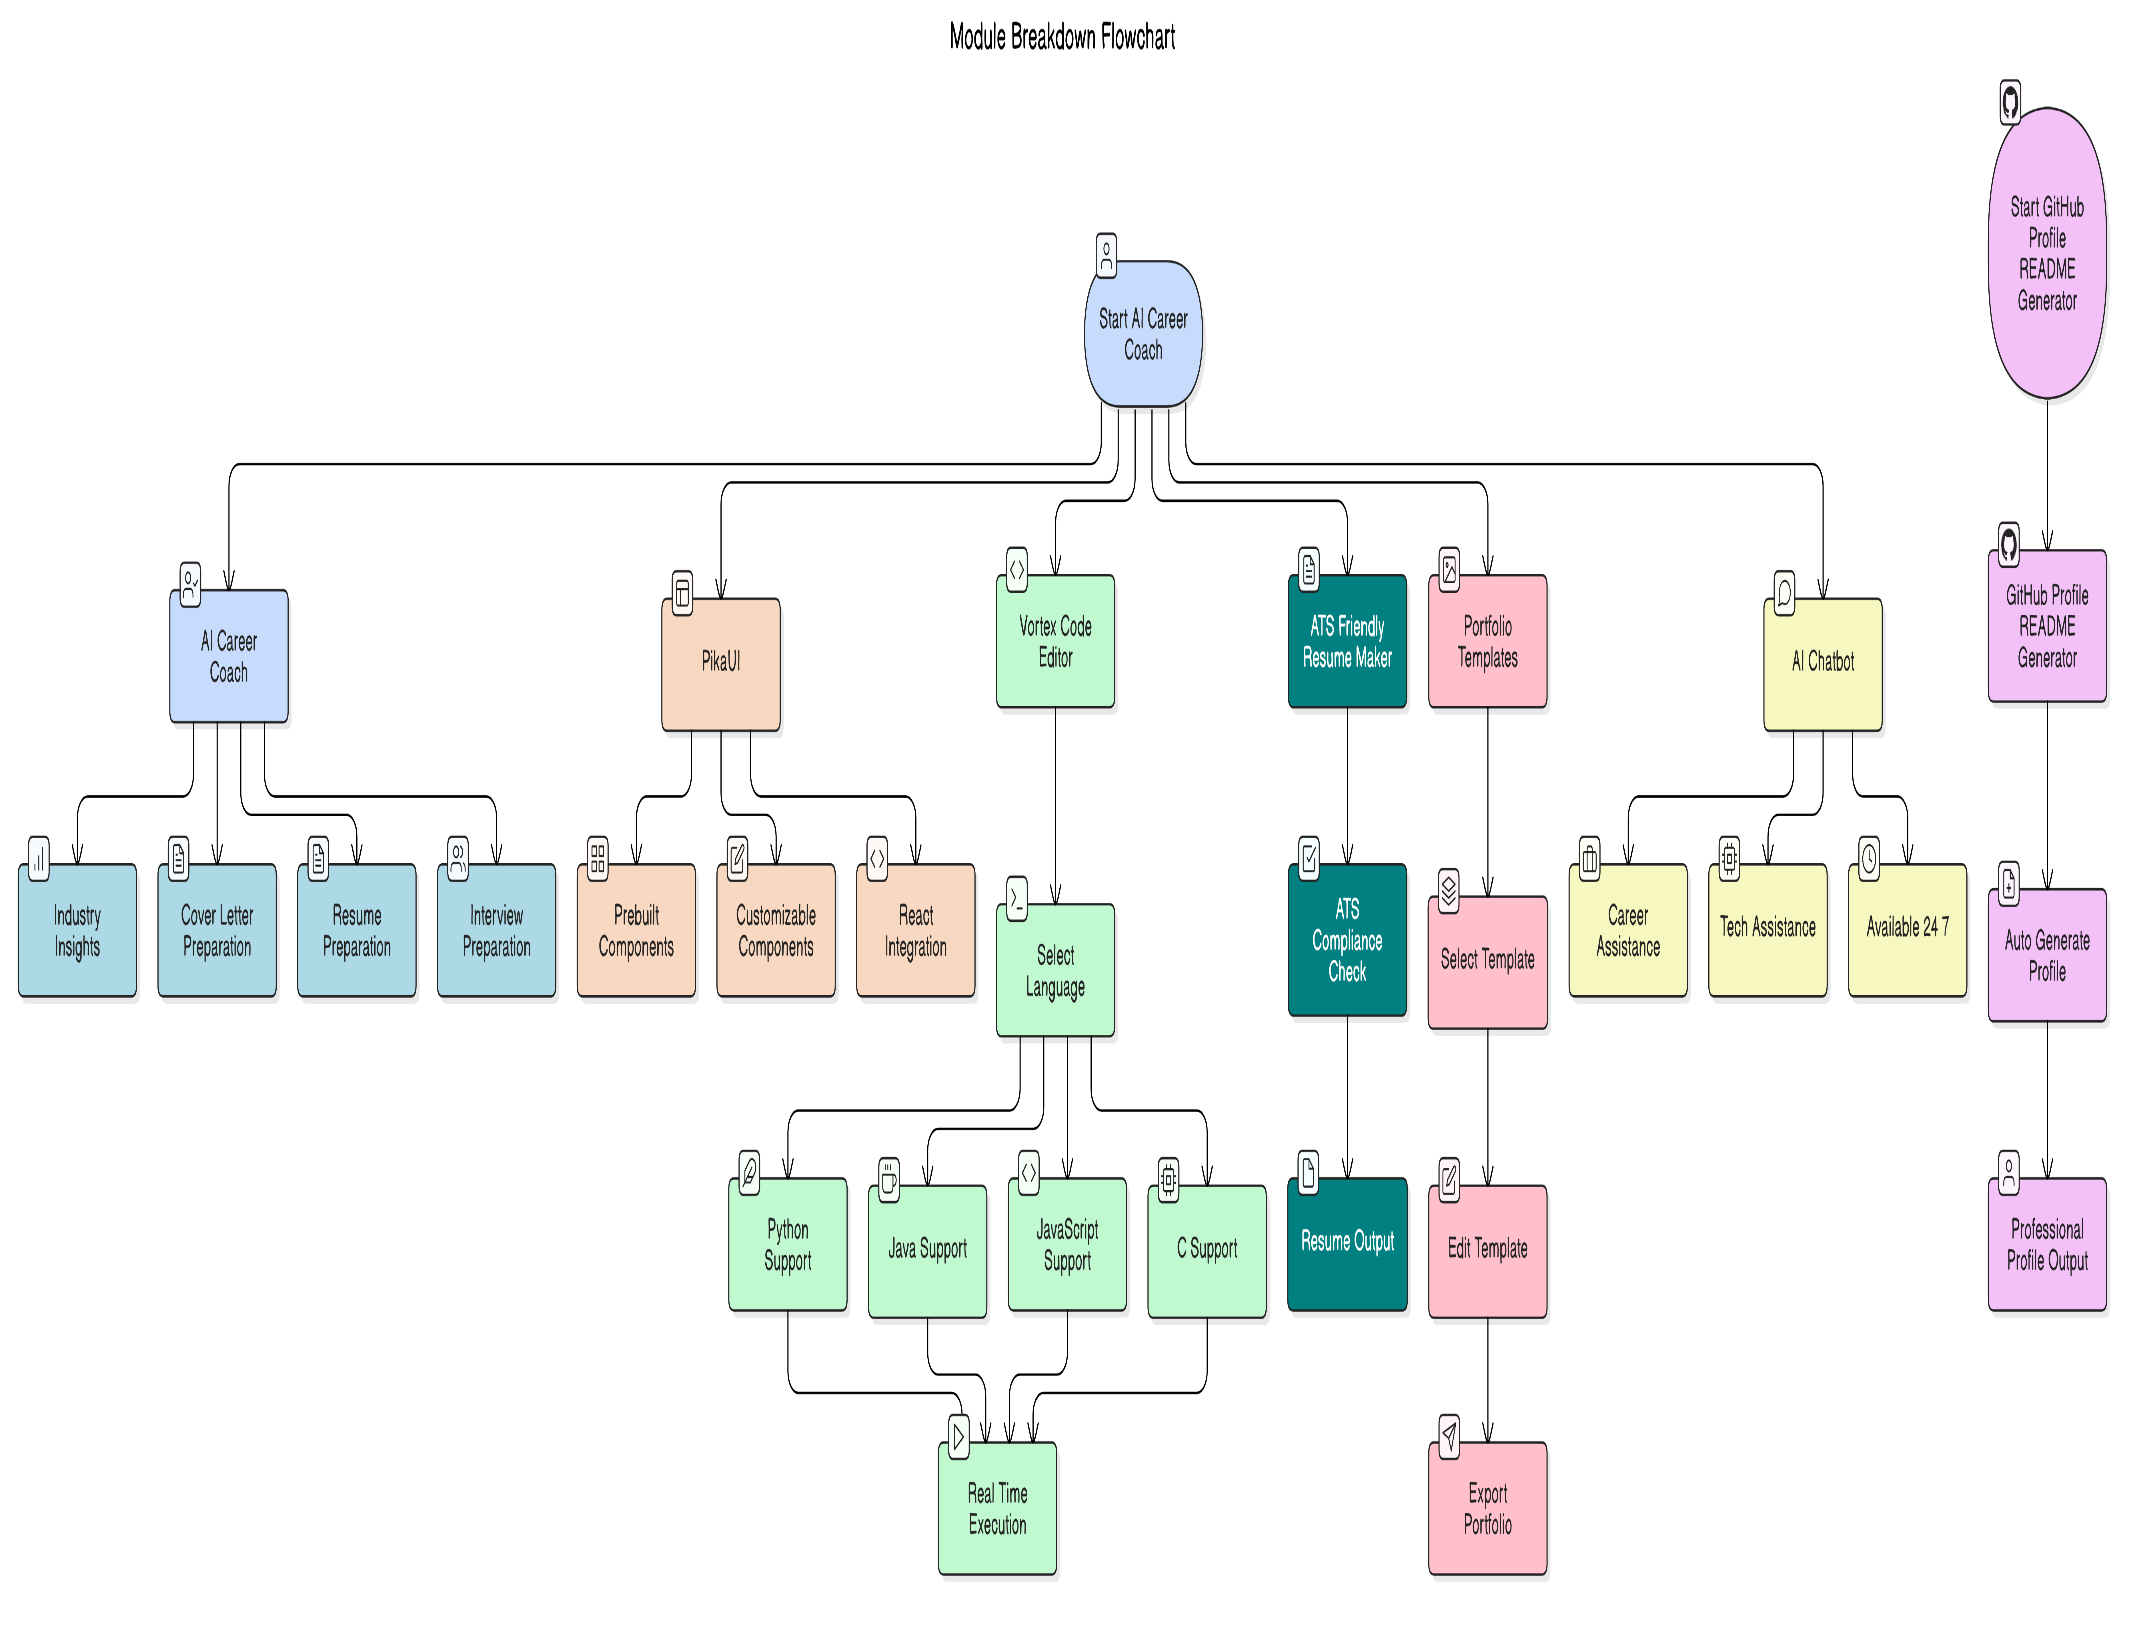 Module Breakdown Flowchart
Start GitHub
Profile
README
Generator
Start AI Career
Coach
AI Career
Coach
PikaUI
Vortex Code
Editor
ATS Friendly
Resume Maker
Portfolio
Templates
AI Chatbot
GitHub Profile
README
Generator
Industry
Insights
Cover Letter
Preparation
Resume
Preparation
Interview
Preparation
Prebuilt
Components
Customizable
Components
React
Integration
Select
Language
ATS
Compliance
Check
Select Template
Career
Assistance
Tech Assistance
Available 24 7
Auto Generate
Profile
Python
Support
Java Support
JavaScript
Support
C Support
Resume Output
Edit Template
Professional
Profile Output
Real Time
Execution
Export
Portfolio